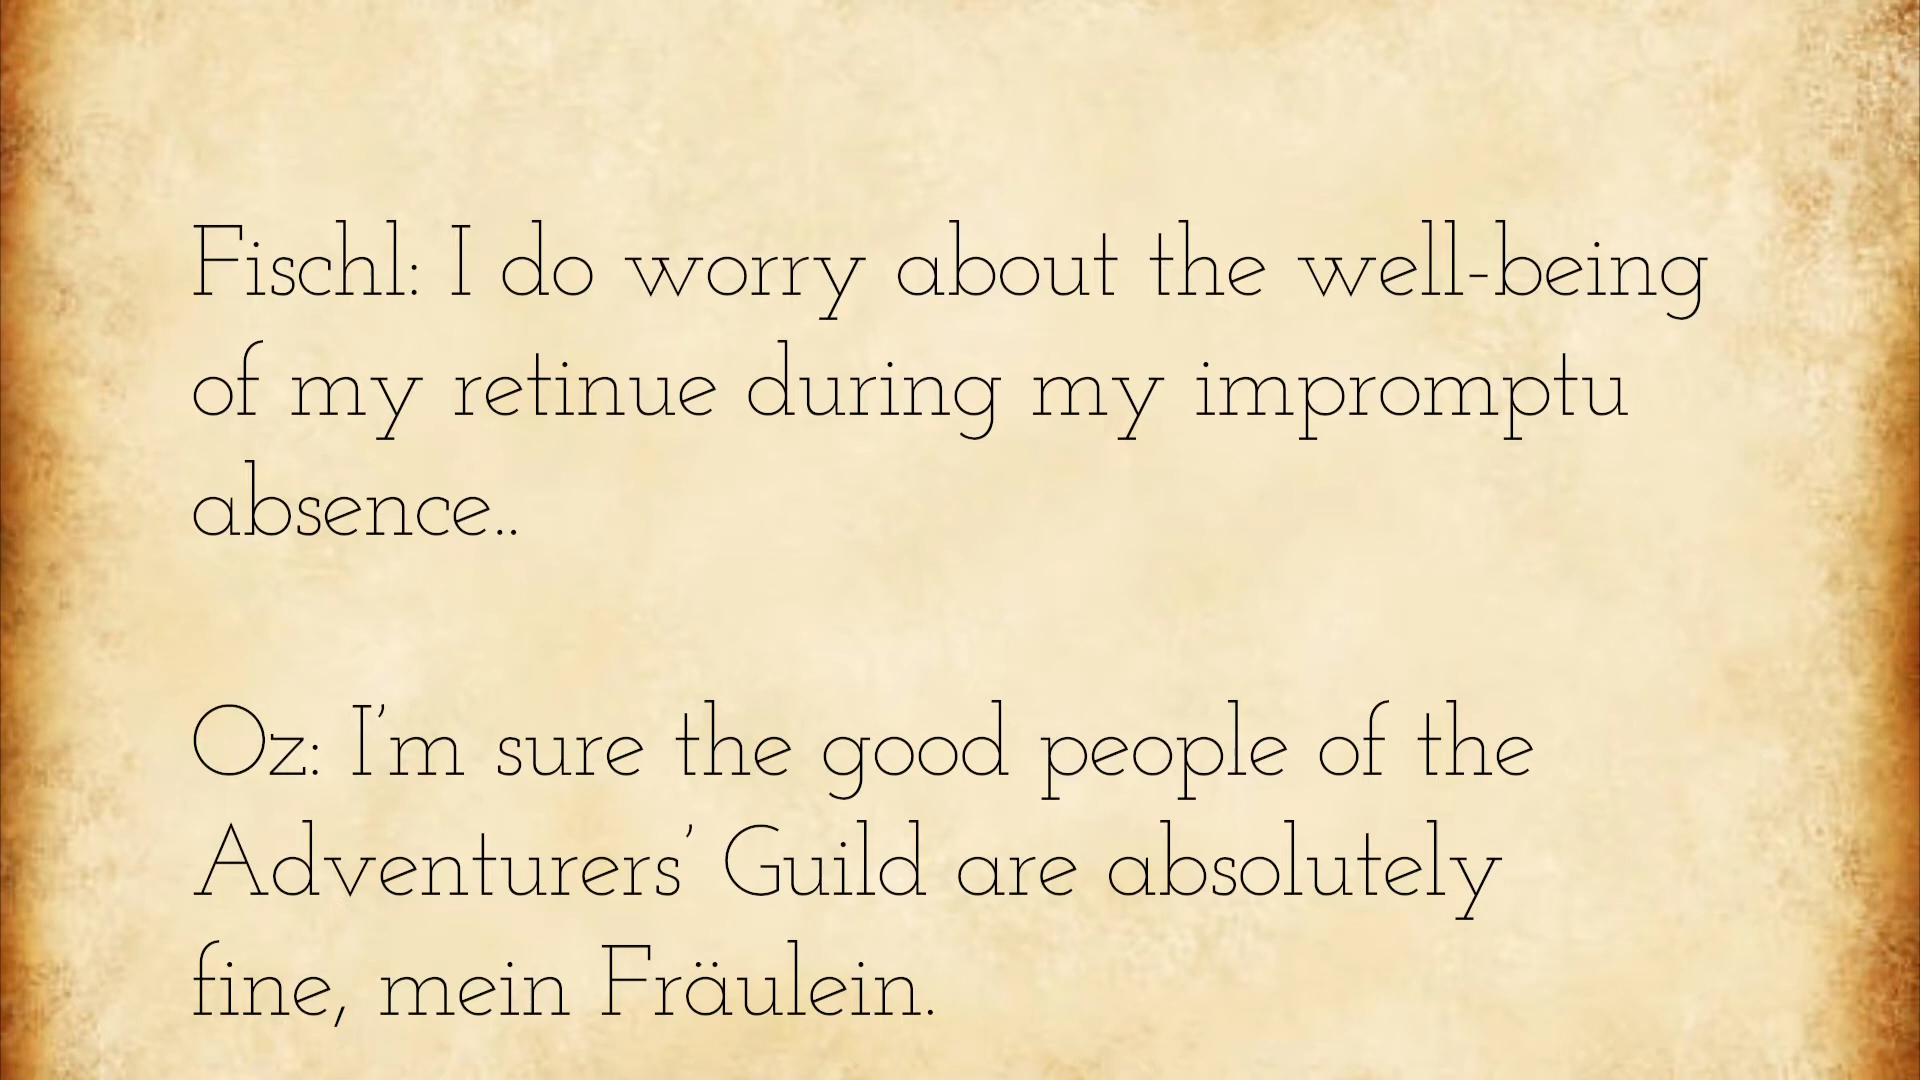 Fischl: I do worry about the well-being
of my retinue during my impromptu
absence..
Oz: I’m sure the good people of the
Adventurers’ Guild are absolutely
fine, mein Fräulein.